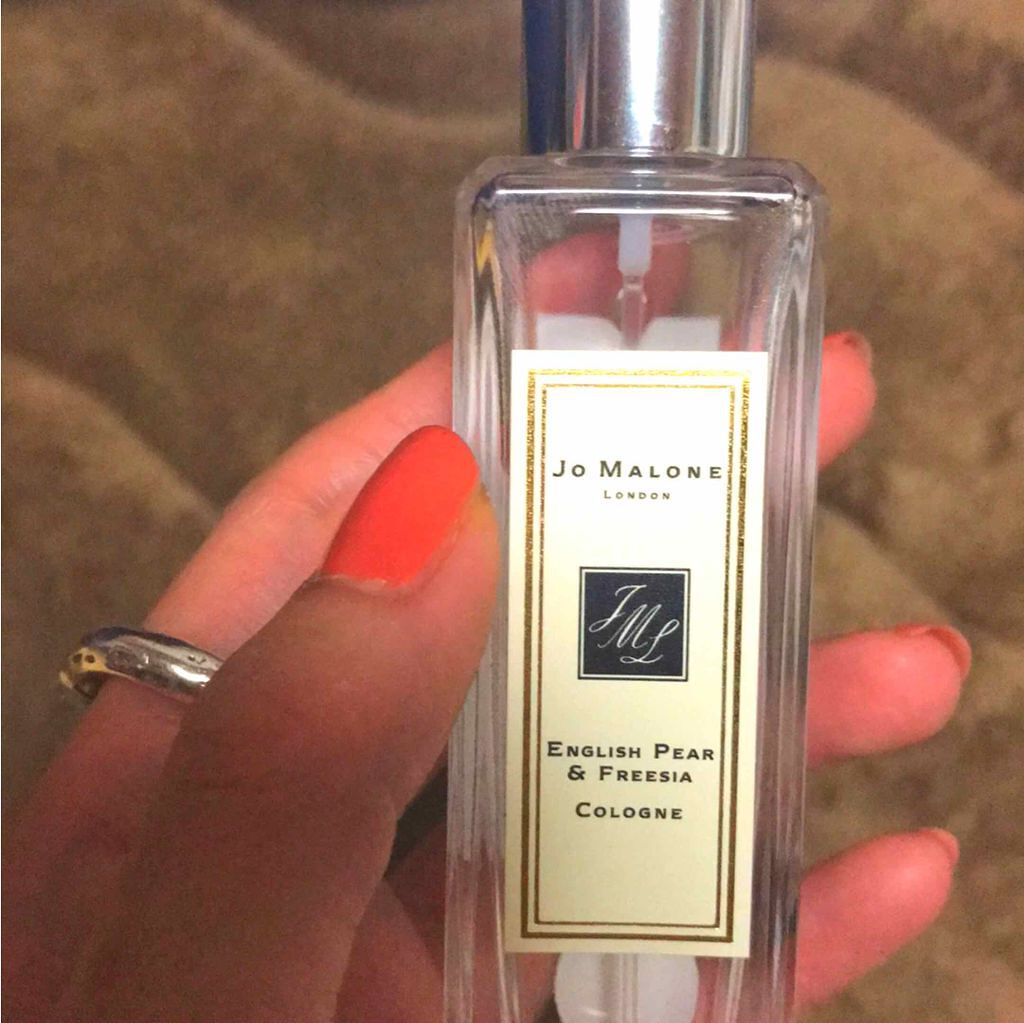 Jo Malone
London
JML
English Pear
& Freesia
Cologne